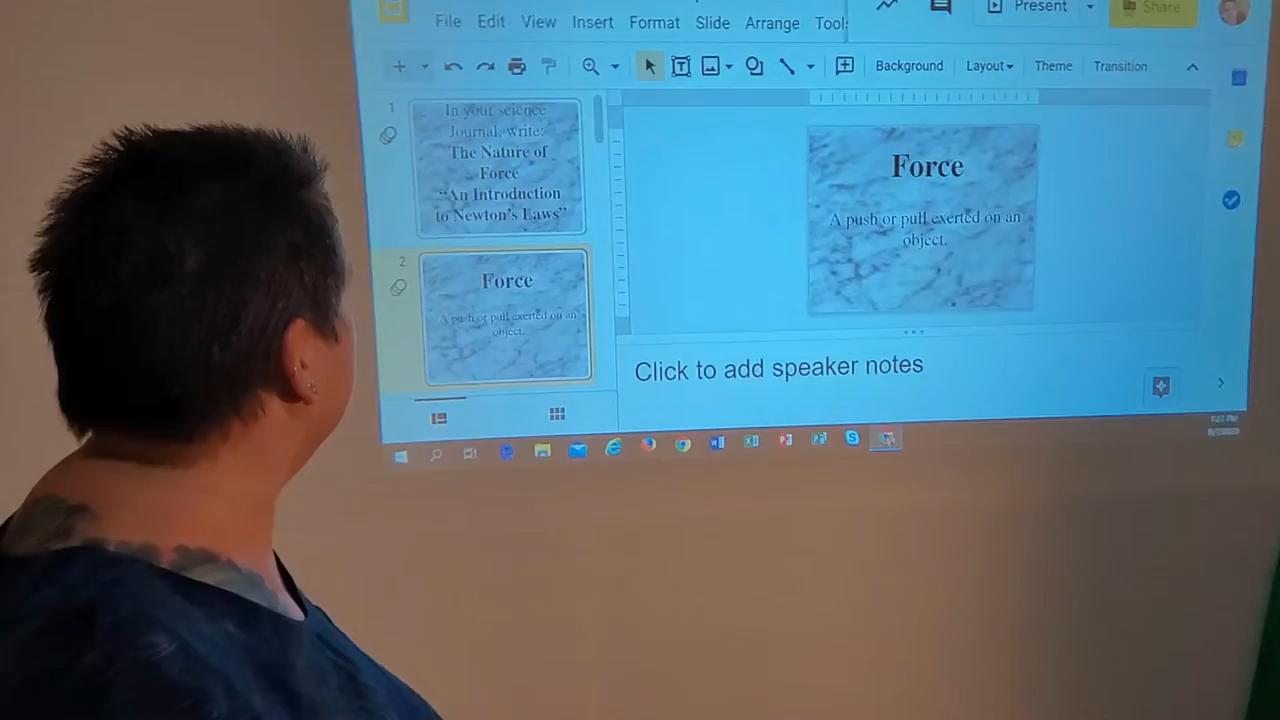 File Edit View Insert Format Slide Arrange Tools
Present
Share
Background Layout Theme Transition
1
In your science
Journal, write:
The Nature of
Force
“An Introduction
to Newton's Laws”
2
Force
A push or pull exerted on an
object.
Force
A push or pull exerted on an
object.
Click to add speaker notes